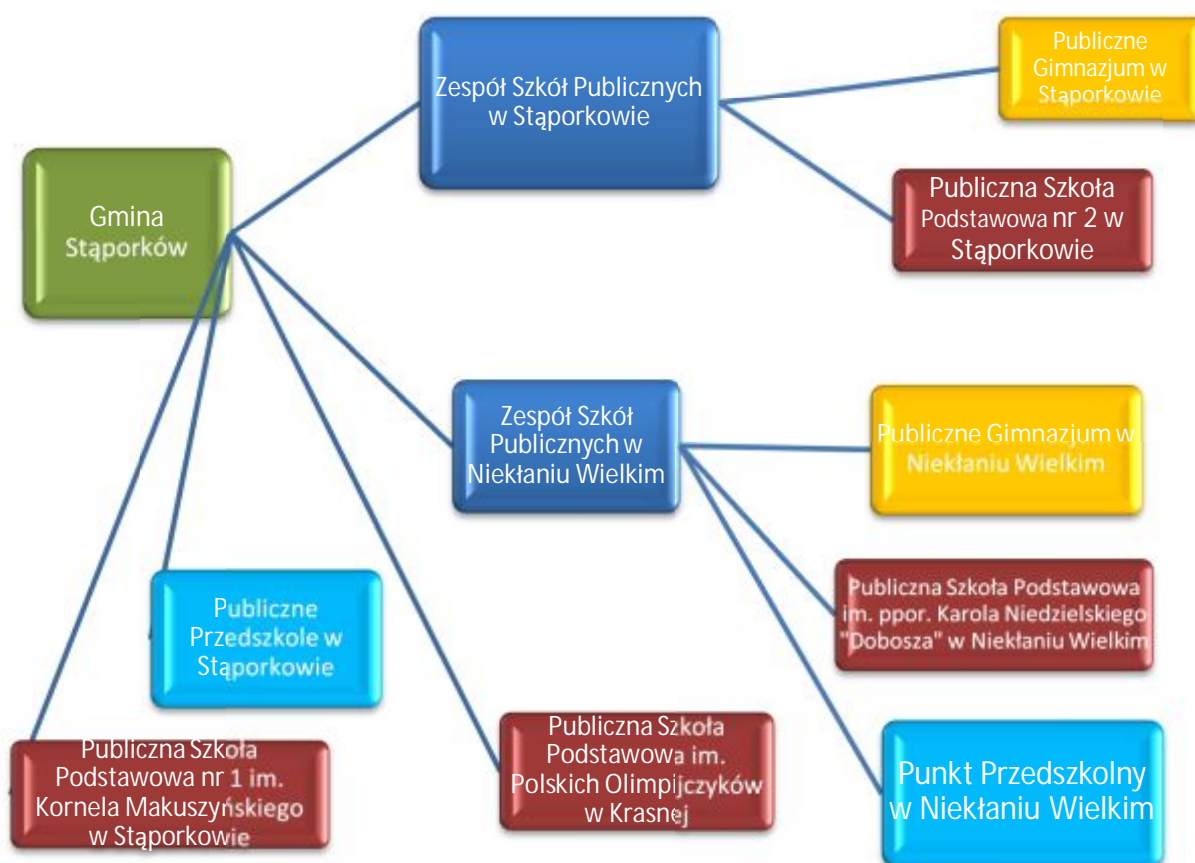 Zespół Szkół Publicznych
w Stąporkowie
Publiczne
Gimnazjum w
Stąporkowie
Gmina
Stąporków
Publiczna Szkoła
Podstawowa nr 2 w
Stąporkowie
Zespół Szkół
Publicznych w
Niekłaniu Wielkim
Publiczne Gimnazjum w
Niekłaniu Wielkim
Publiczna Szkoła Podstawowa
im. ppor. Karola Niedzielskiego
"Dobosza" w Niekłaniu Wielkim
Publiczne
Przedszkole w
Stąporkowie
Publiczna Szkoła
Podstawowa nr 1 im.
Kornela Makuszyńskiego
w Stąporkowie
Publiczna Szkoła
Podstawowa im.
Polskich Olimpijczyków
w Krasnej
Punkt Przedszkolny
w Niekłaniu Wielkim